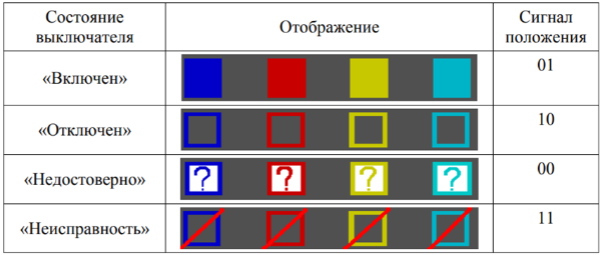 Состояние
выключателя
Отображение
Сигнал
положения
«Включен»
01
«Отключен»
10
«Недостоверно»
? ? ? ?
00
«Неисправность»
11